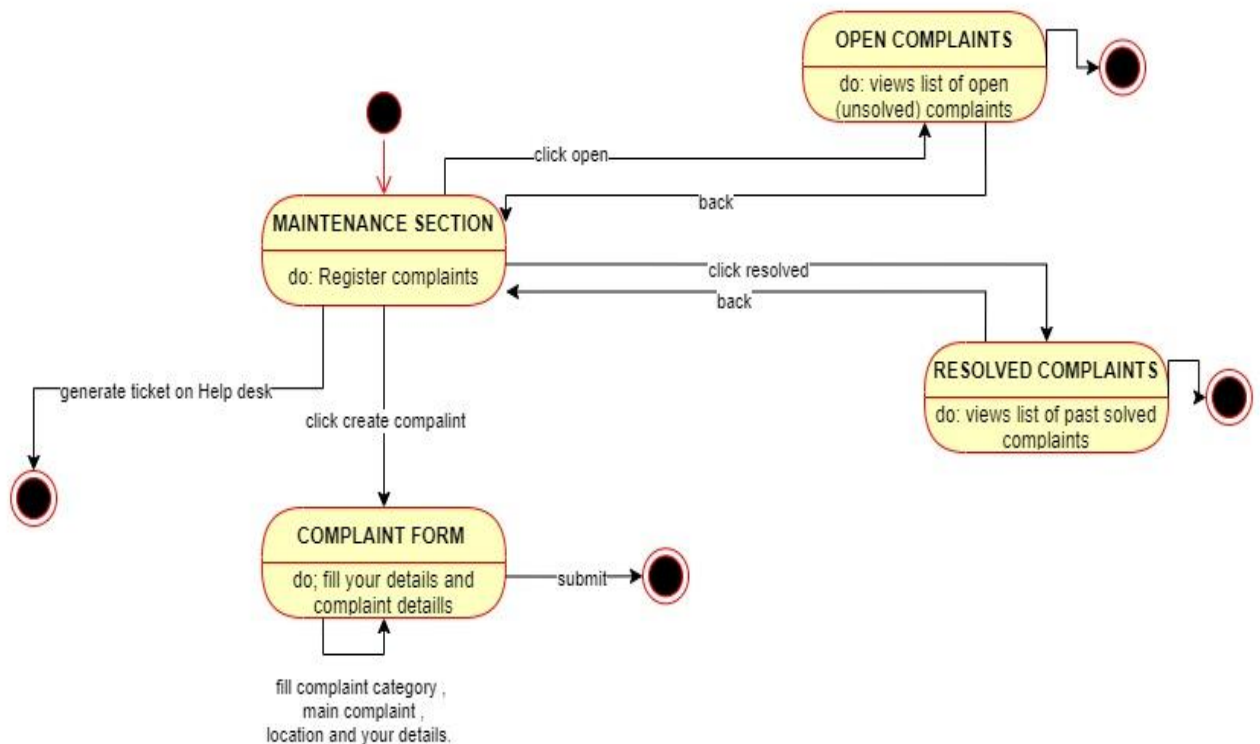 OPEN COMPLAINTS
do: views list of open
(unsolved) complaints
click open
back
MAINTENANCE SECTION
do: Register complaints
click resolved
back
RESOLVED COMPLAINTS
do: views list of past solved
complaints
generate ticket on Help desk
click create compalint
COMPLAINT FORM
do; fill your details and
complaint detaills
submit
fill complaint category ,
main complaint ,
location and your details.